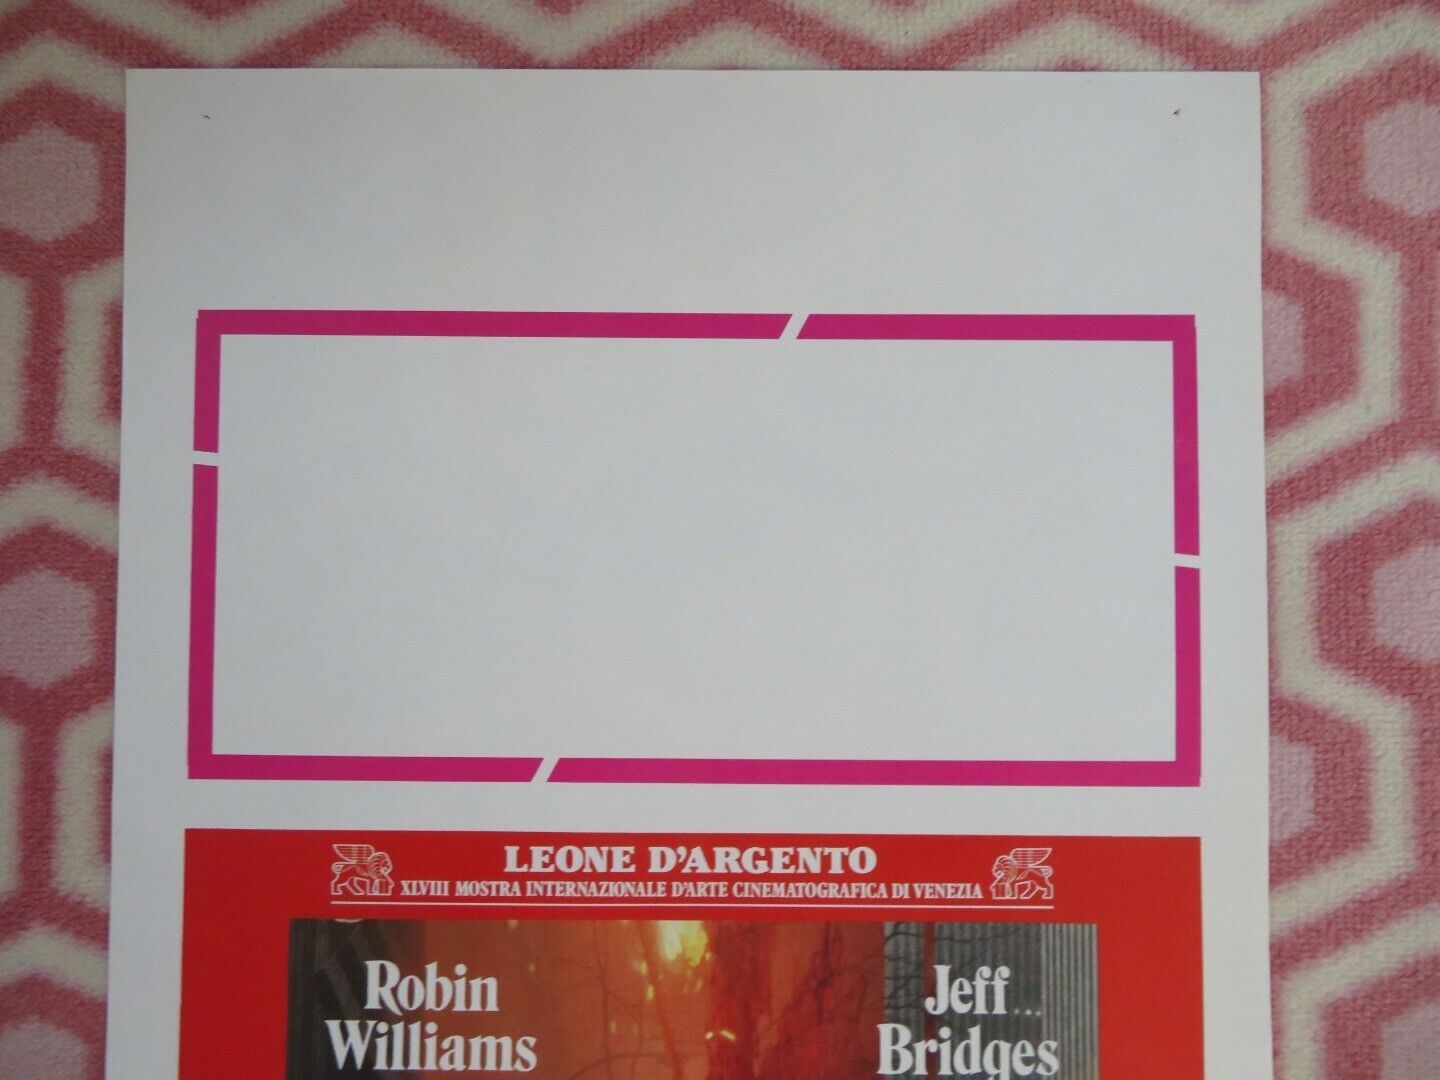 LEONE D'ARGENTO
XLVIII MOSTRA INTERNAZIONALE D'ARTE CINEMATOGRAFICA DI VENEZIA
Robin
Williams
Jeff
Bridges